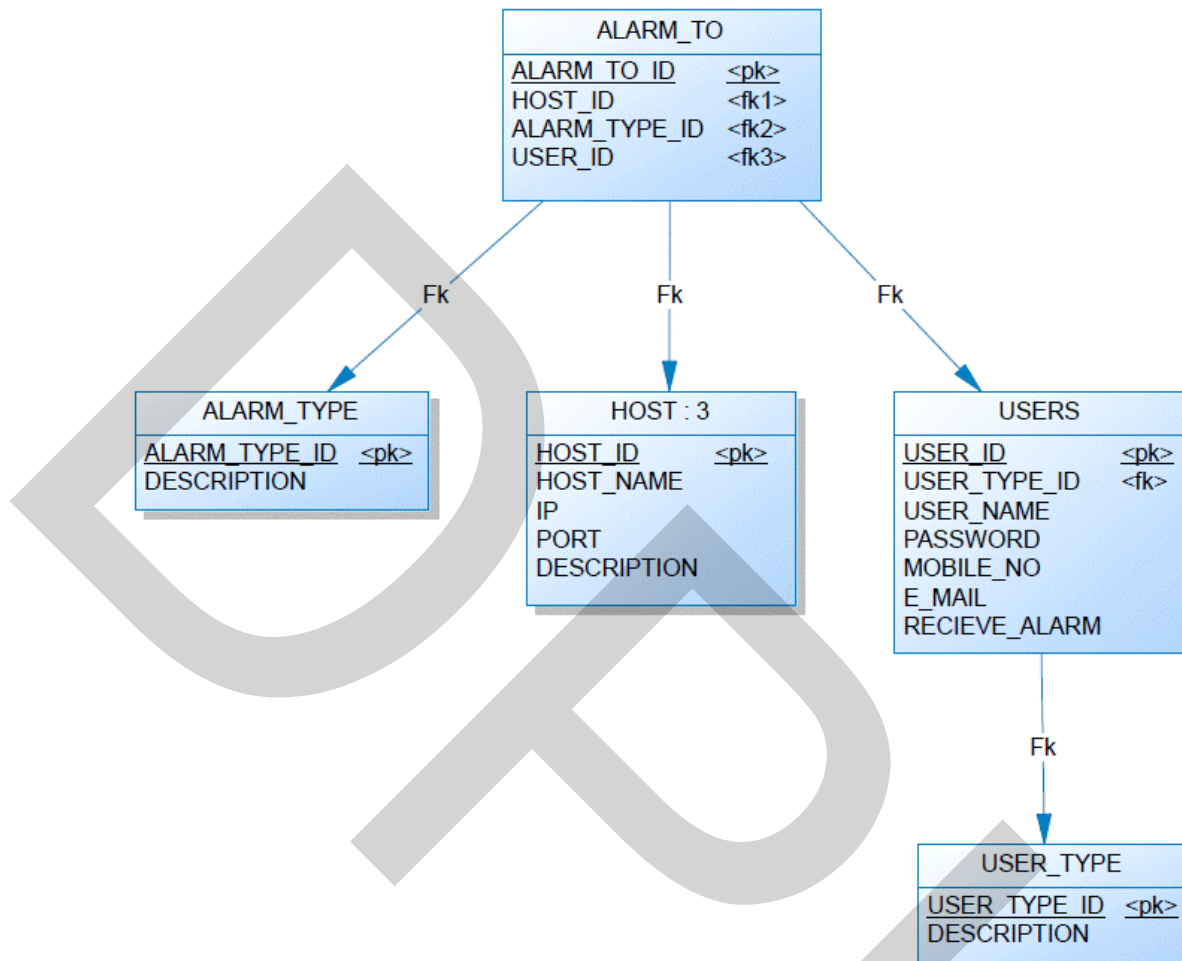 ALARM_TO
ALARM_TO_ID <pk>
HOST_ID <fk1>
ALARM_TYPE_ID <fk2>
USER_ID <fk3>
Fk
Fk
Fk
ALARM_TYPE
ALARM_TYPE_ID <pk>
DESCRIPTION
HOST : 3
HOST_ID <pk>
HOST_NAME
IP
PORT
DESCRIPTION
USERS
USER_ID <pk>
USER_TYPE_ID <fk>
USER_NAME
PASSWORD
MOBILE_NO
E_MAIL
RECIEVE_ALARM
Fk
USER_TYPE
USER_TYPE_ID <pk>
DESCRIPTION